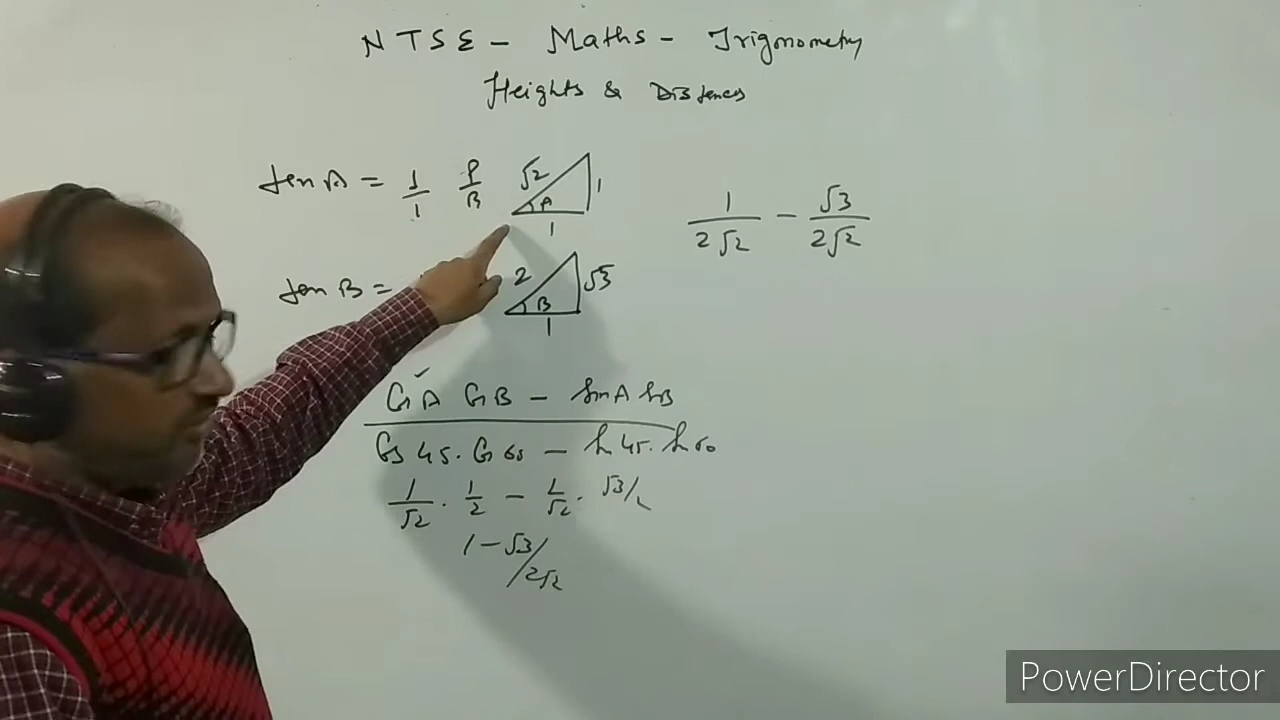 NTSE - Maths - Trigonometry
Heights & Distances
tan A = 1/1 P/B √2 A 1 1
1/2√2 - √3/2√2
tan B = 2 B √3 1
Cos A Cos B - Sin A Sin B
Cos 45. Cos 60 - Sin 45. Sin 60
1/√2 . 1/2 - 1/√2 . √3/2
1 - √3/2√2
PowerDirector